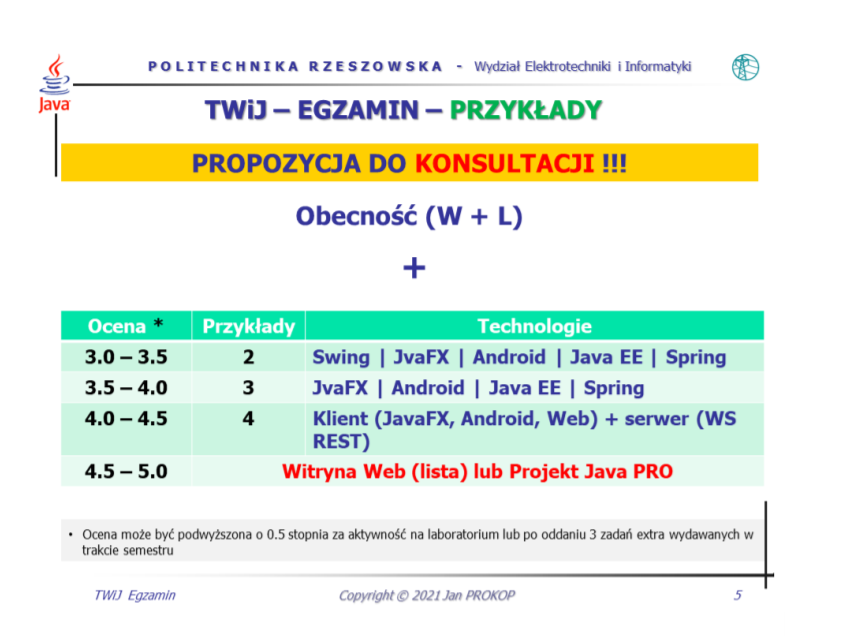 POLITECHNIKA RZESZOWSKA - Wydział Elektrotechniki i Informatyki
Java
TWiJ – EGZAMIN – PRZYKŁADY
PROPOZYCJA DO KONSULTACJI !!!
Obecność (W + L)
+
Ocena * Przykłady Technologie
3.0 – 3.5 2 Swing | JvaFX | Android | Java EE | Spring
3.5 – 4.0 3 JvaFX | Android | Java EE | Spring
4.0 – 4.5 4 Klient (JavaFX, Android, Web) + serwer (WS
REST)
4.5 – 5.0 Witryna Web (lista) lub Projekt Java PRO
• Ocena może być podwyższona o 0.5 stopnia za aktywność na laboratorium lub po oddaniu 3 zadań extra wydawanych w
trakcie semestru
TWiJ Egzamin Copyright © 2021 Jan PROKOP 5